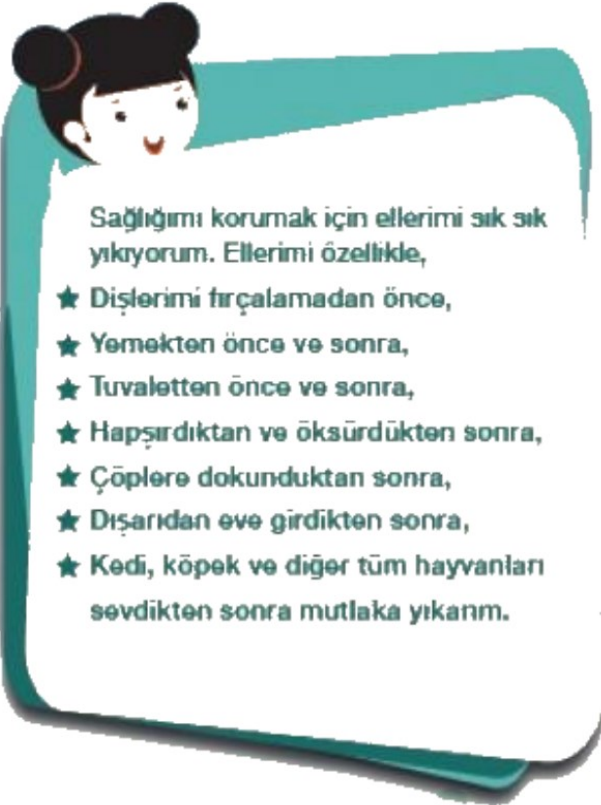 Sağlığımı korumak için ellerimi sık sık
yıkıyorum. Ellerimi özellikle,
★ Dişlerimi fırçalamadan önce,
★ Yemekten önce ve sonra,
★ Tuvaletten önce ve sonra,
★ Hapşırdıktan ve öksürdükten sonra,
★ Çöplere dokunduktan sonra,
★ Dışarıdan eve girdikten sonra,
★ Kedi, köpek ve diğer tüm hayvanları
sevdikten sonra mutlaka yıkarım.